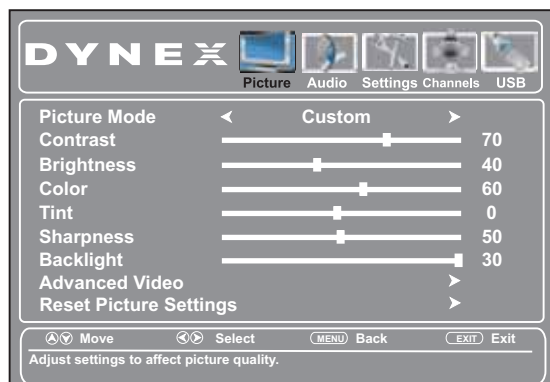 DYNEX
Picture Audio Settings Channels USB
Picture Mode Custom
Contrast 70
Brightness 40
Color 60
Tint 0
Sharpness 50
Backlight 30
Advanced Video
Reset Picture Settings
Move Select MENU Back EXIT Exit
Adjust settings to affect picture quality.